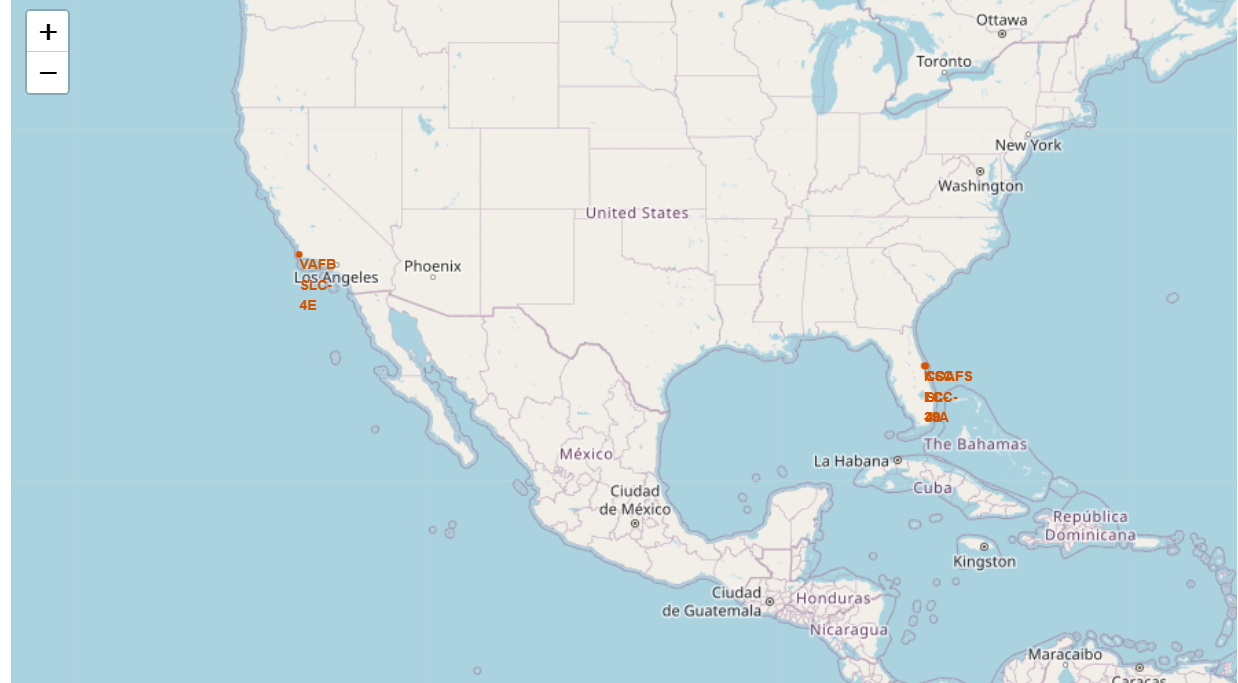 +
−
Ottawa
Toronto
New York
Washington
United States
VAFB
SLC-
4E
Los Angeles
Phoenix
The Bahamas
La Habana
México
Cuba
Ciudad
de México
República
Dominicana
Kingston
Ciudad
de Guatemala
Honduras
Nicaragua
Maracaibo
Caracas